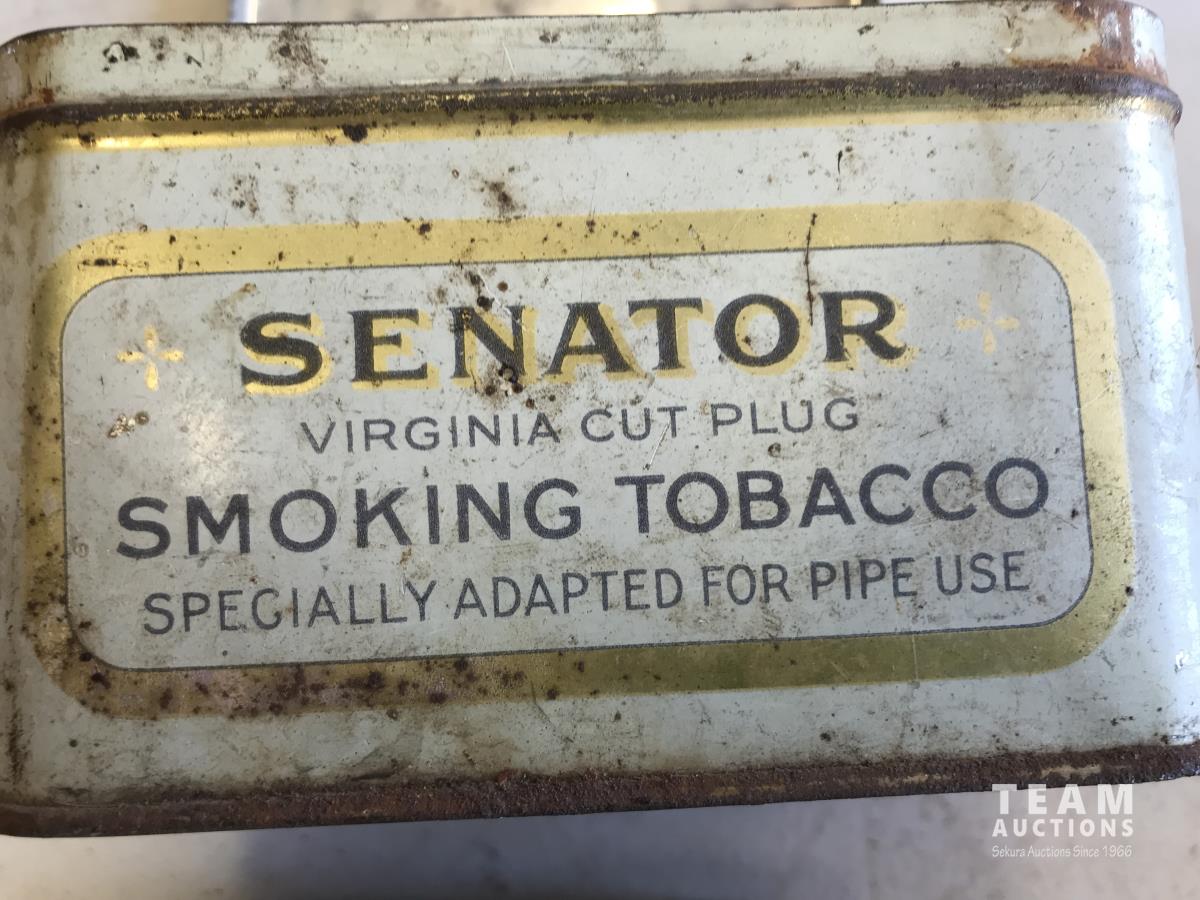 SENATOR
VIRGINIA CUT PLUG
SMOKING TOBACCO
SPECIALLY ADAPTED FOR PIPE USE
TEAM
AUCTIONS
Sekura Auctions Since 1966